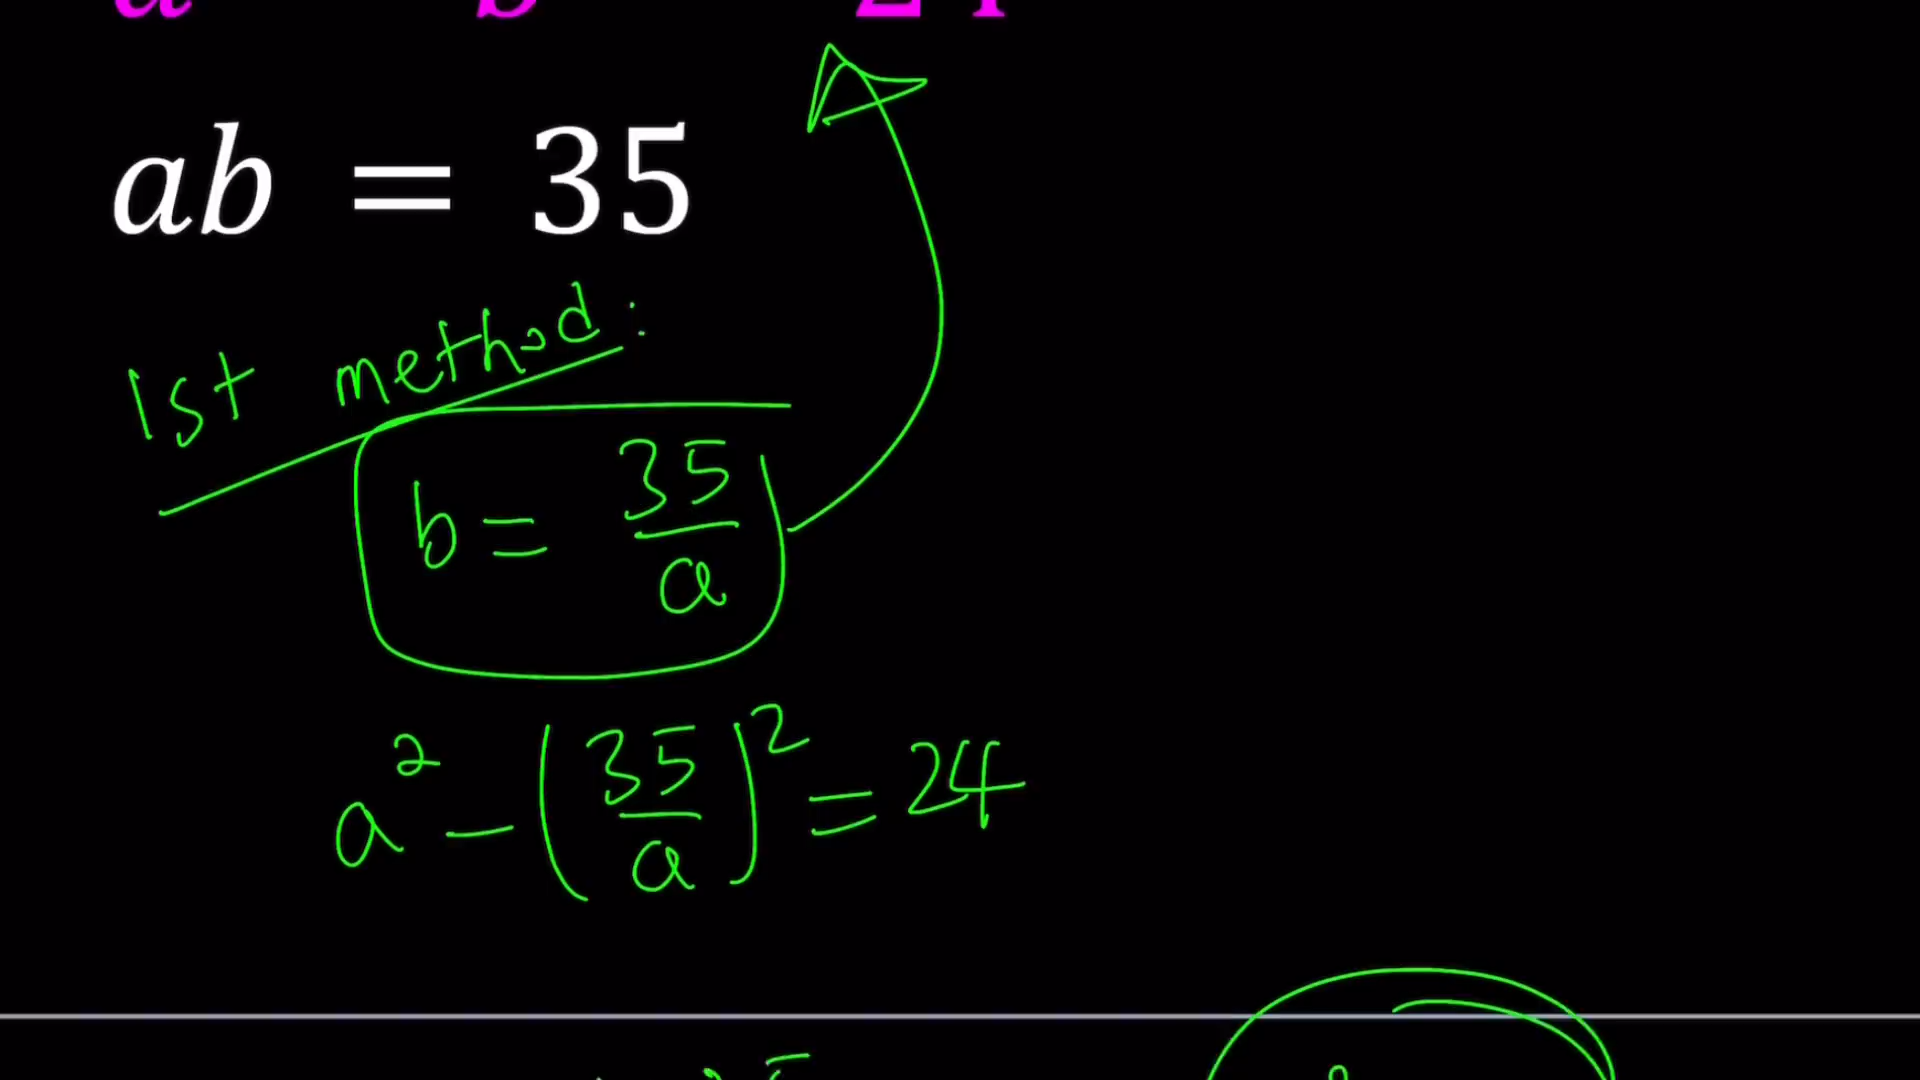 ab = 35
1st method:
b = 35/a
a² - (35/a)² = 24